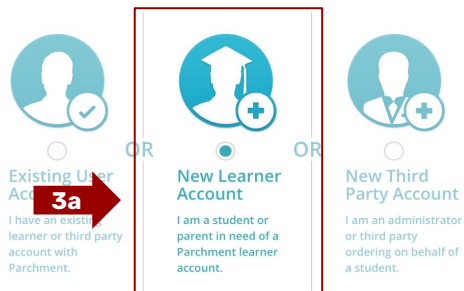 OR
OR
Existing User
New Learner
Account
New Third
Party Account
3a
I have an existing
learner or third party
account with
Parchment.
I am a student or
parent in need of a
Parchment learner
account.
I am an administrator
or third party
ordering on behalf of
a student.